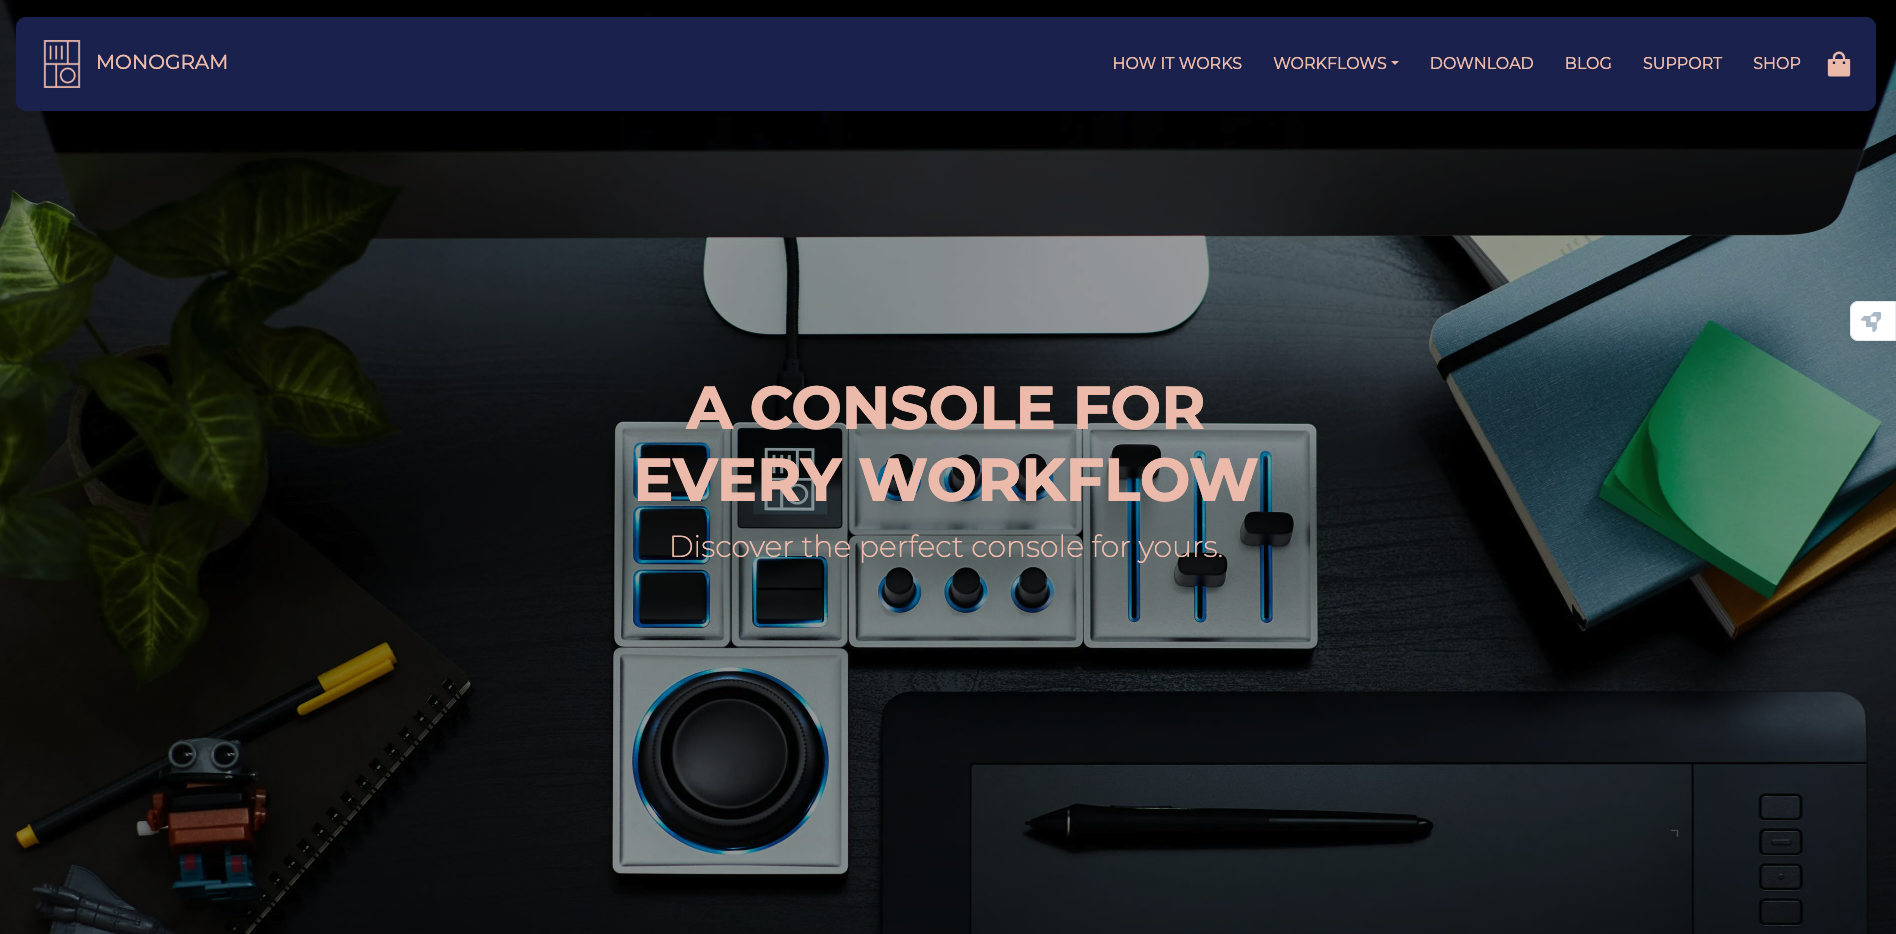 MONOGRAM
HOW IT WORKS WORKFLOWS DOWNLOAD BLOG SUPPORT SHOP
A CONSOLE FOR
EVERY WORKFLOW
Discover the perfect console for yours.